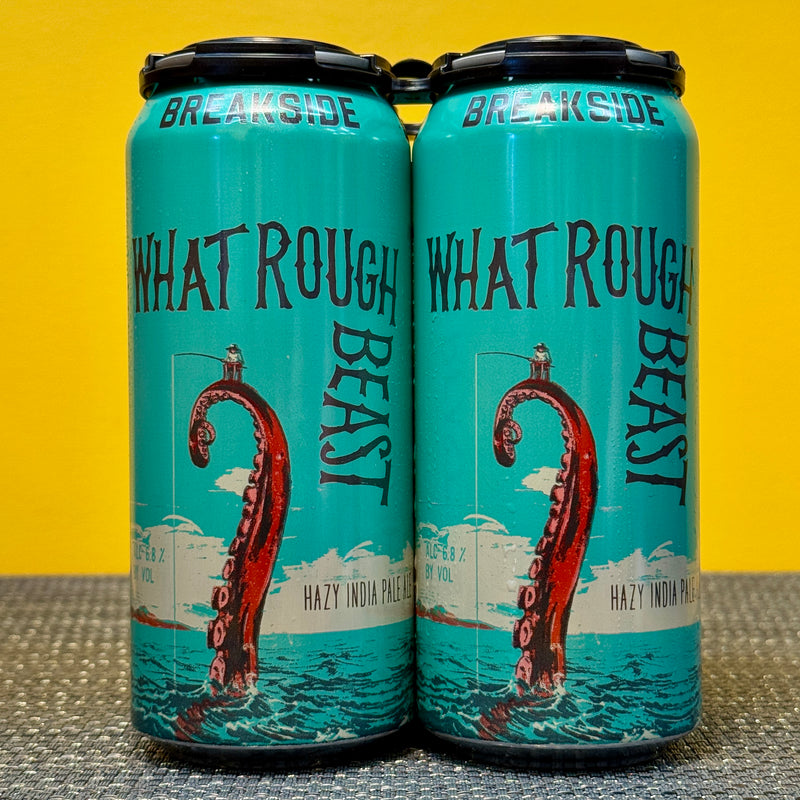 BREAKSIDE
WHAT ROUGH
BEAST
ALC 6.8%
BY VOL
HAZY INDIA PALE ALE
BREAKSIDE
WHAT ROUGH
BEAST
ALC 6.8%
BY VOL
HAZY INDIA PALE